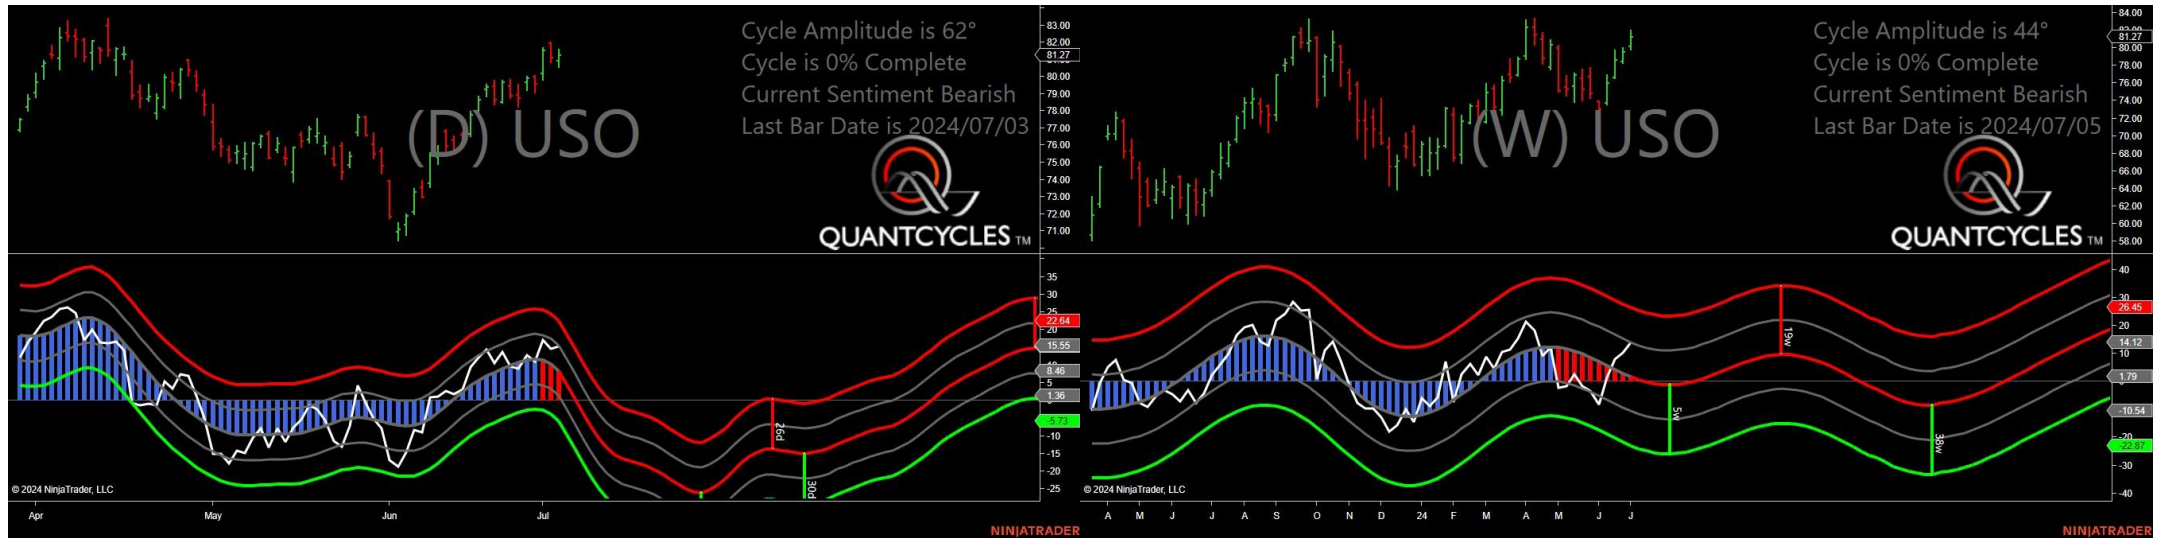 Cycle Amplitude is 62°
Cycle is 0% Complete
Current Sentiment Bearish
Last Bar Date is 2024/07/03
(D) USO
QUANTCYCLES TM
83.00
82.00
81.27
80.00
79.00
78.00
77.00
76.00
75.00
74.00
73.00
72.00
71.00
35
30
25
22.64
20
15.55
8.46
5
1.36
-5.73
-10
-15
-20
-25
26d
30d
© 2024 NinjaTrader, LLC
Apr May Jun Jul
NINJATRADER
Cycle Amplitude is 44°
Cycle is 0% Complete
Current Sentiment Bearish
Last Bar Date is 2024/07/05
(W) USO
QUANTCYCLES TM
84.00
81.27
80.00
78.00
76.00
74.00
72.00
70.00
68.00
66.00
64.00
62.00
60.00
58.00
40
26.45
20
14.12
10
1.79
-10.54
-20
-22.87
-30
-40
19w
5w
38w
© 2024 NinjaTrader, LLC
A M J J A S O N D 24 F M A M J J
NINJATRADER